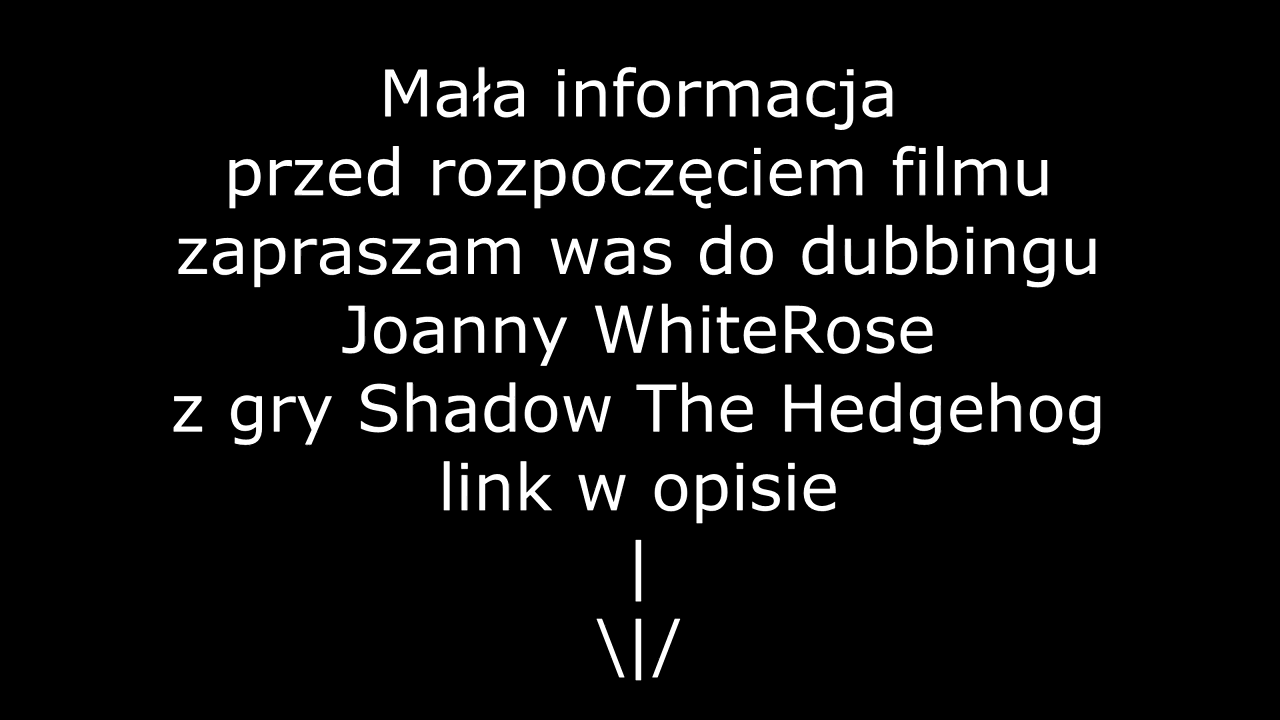 Mała informacja
przed rozpoczęciem filmu
zapraszam was do dubbingu
Joanny WhiteRose
z gry Shadow The Hedgehog
link w opisie
|
\|/